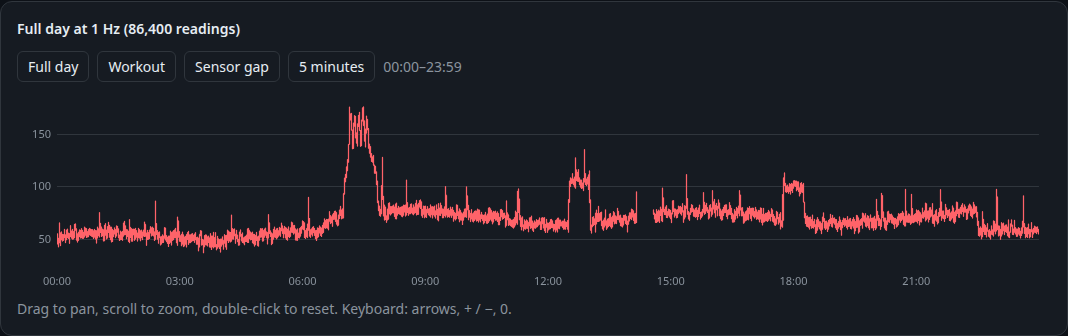 Full day at 1 Hz (86,400 readings)
Full day Workout Sensor gap 5 minutes 00:00–23:59
150
100
50
00:00 03:00 06:00 09:00 12:00 15:00 18:00 21:00
Drag to pan, scroll to zoom, double-click to reset. Keyboard: arrows, + / −, 0.